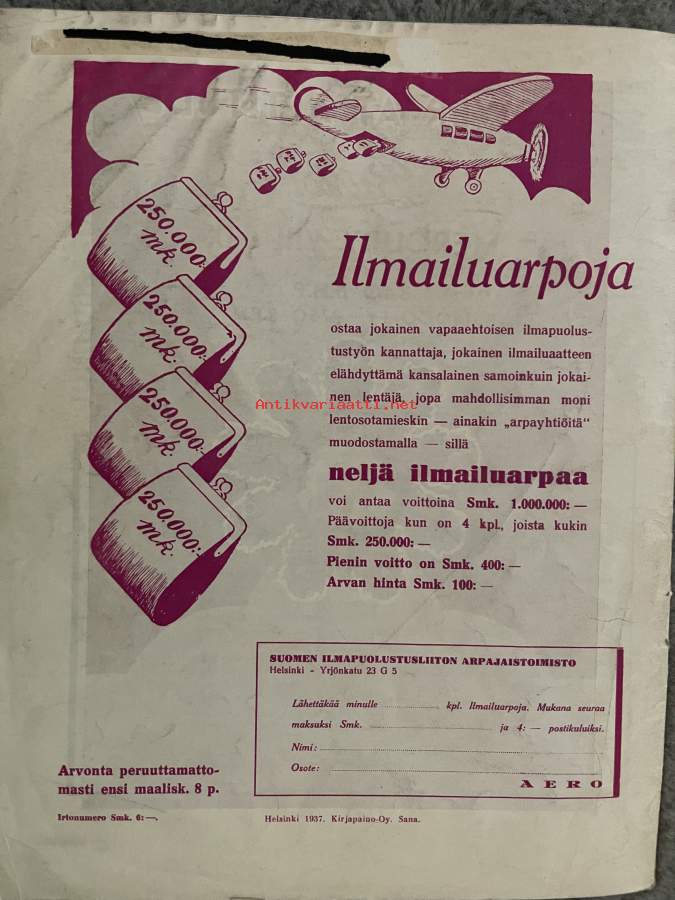 250.000:-
mk.
250.000:-
mk.
250.000:-
mk.
250.000:-
mk.
Ilmailuarpoja
ostaa jokainen vapaaehtoisen ilmapuolus-
tustyön kannattaja, jokainen ilmailuaatteen
elähdyttämä kansalainen samoinkuin jokai-
nen lentäjä, jopa mahdollisimman moni
lentosotamieskin — ainakin „arpayhtiöitä“
muodostamalla — sillä
Antikvariaatti.net
neljä ilmailuarpaa
voi antaa voittoina Smk. 1.000.000: —
Päävoittoja kun on 4 kpl., joista kukin
Smk. 250.000: —
Pienin voitto on Smk. 400: —
Arvan hinta Smk. 100: —
SUOMEN ILMAPUOLUSTUSLIITON ARPAJAISTOIMISTO
Helsinki - Yrjönkatu 23 G 5
Lähettäkää minulle kpl. Ilmailuarpoja. Mukana seuraa
maksuksi Smk. ja 4: — postikuluiksi.
Nimi:
Osote:
AERO
Arvonta peruuttamatto-
masti ensi maalisk. 8 p.
Irtonumero Smk. 6: —.
Helsinki 1937. Kirjapaino-Oy. Sana.